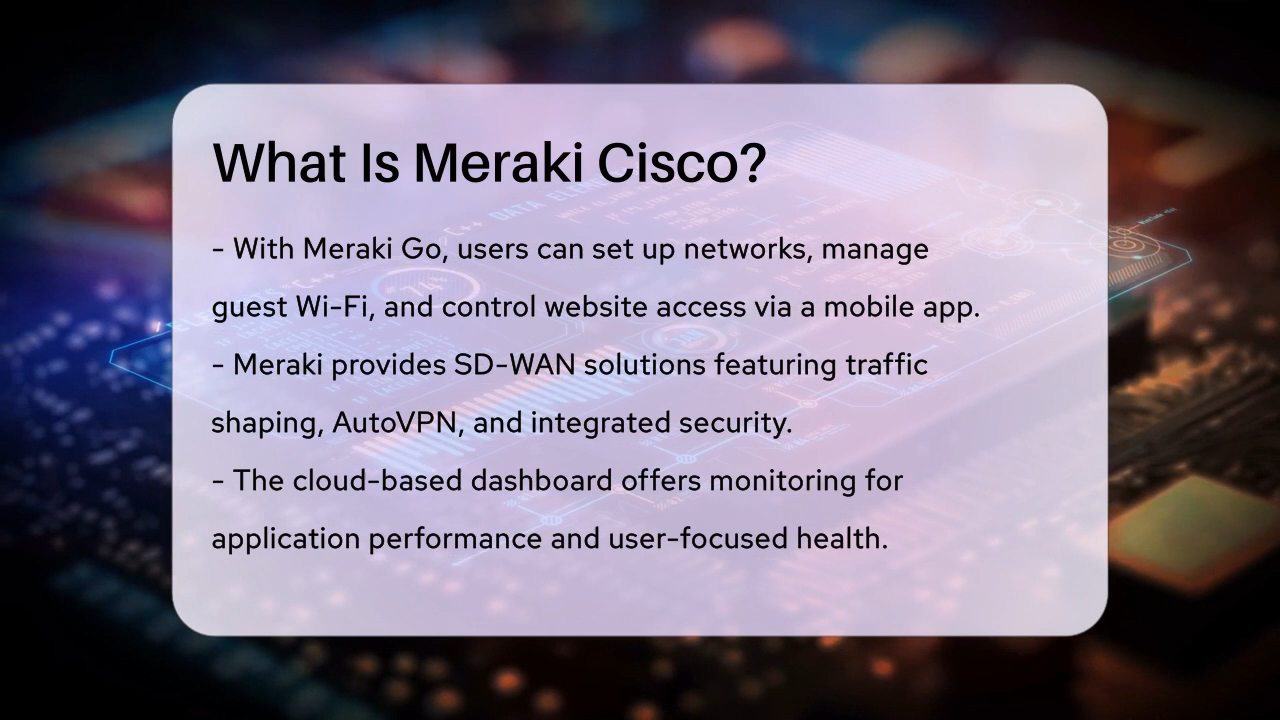 What Is Meraki Cisco?
- With Meraki Go, users can set up networks, manage
guest Wi-Fi, and control website access via a mobile app.
- Meraki provides SD-WAN solutions featuring traffic
shaping, AutoVPN, and integrated security.
- The cloud-based dashboard offers monitoring for
application performance and user-focused health.